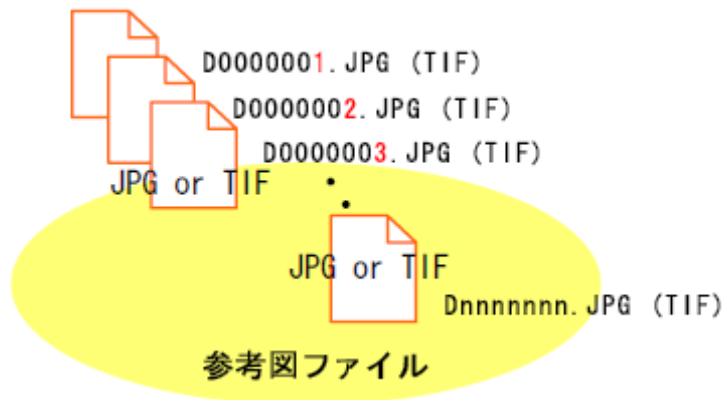 D0000001.JPG (TIF)
D0000002.JPG (TIF)
D0000003.JPG (TIF)
JPG or TIF
JPG or TIF
Dnnnnnnn.JPG (TIF)
参考図ファイル